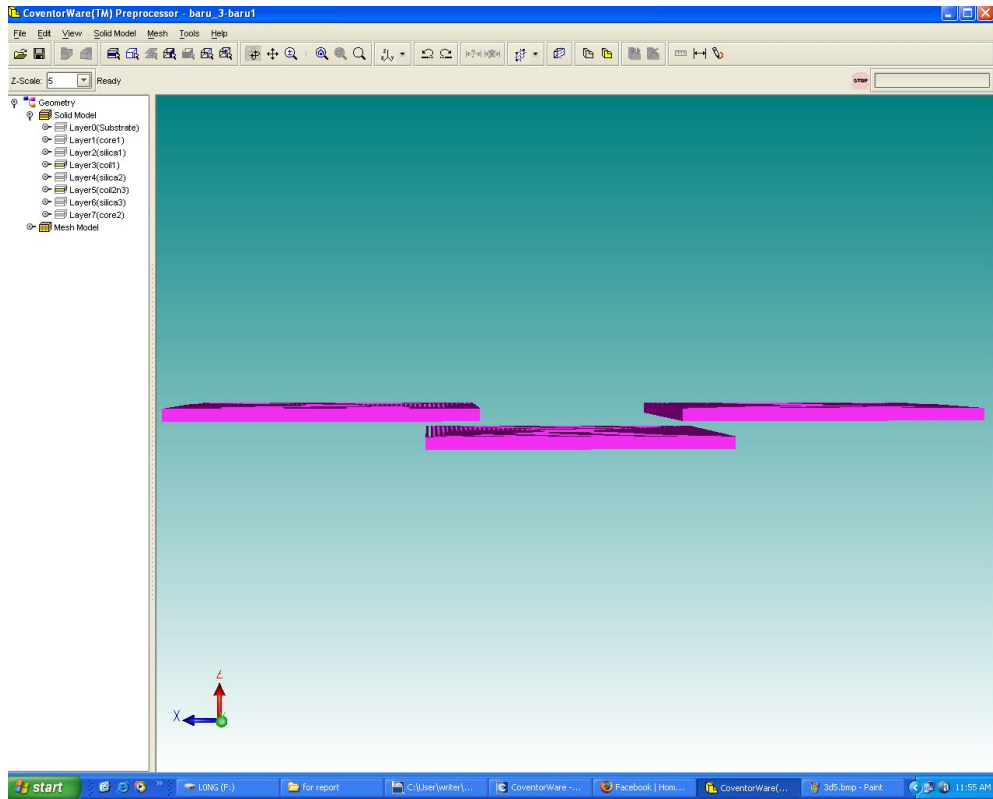 CoventorWare(TM) Preprocessor - baru_3-baru1
File Edit View Solid Model Mesh Tools Help
Z-Scale: 5 Ready
STOP
Geometry
Solid Model
Layer0(Substrate)
Layer1(core1)
Layer2(silica1)
Layer3(coil1)
Layer4(silica2)
Layer5(coil2n3)
Layer6(silica3)
Layer7(core2)
Mesh Model
Z
X
start LONG (F:) for report C:\User\writer\... CoventorWare -... Facebook | Hom... CoventorWare(... 3d5.bmp - Paint 11:55 AM